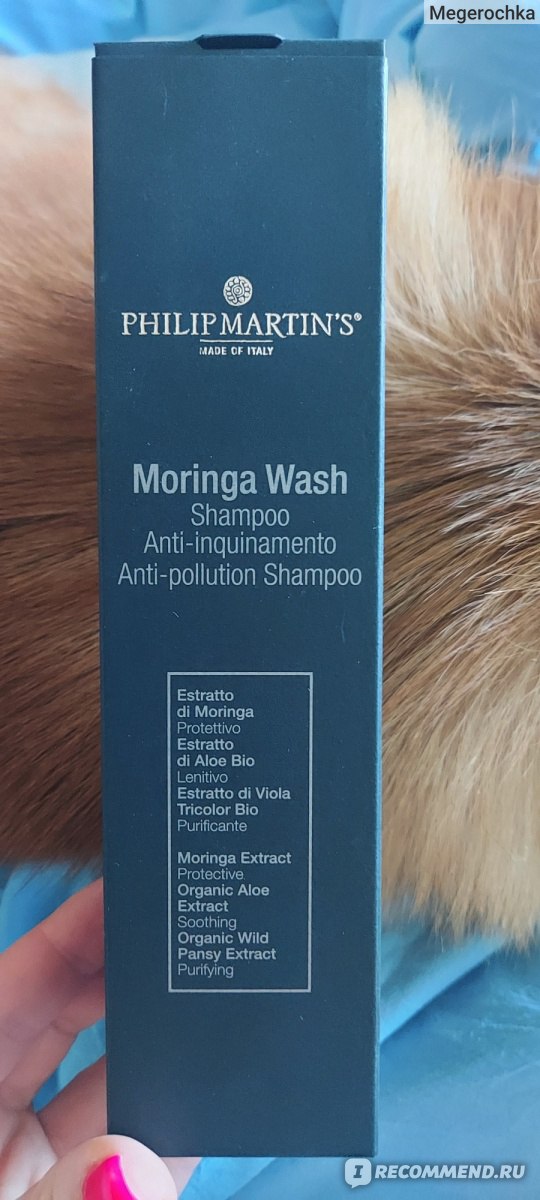 Megerochka
PHILIP MARTIN'S®
MADE OF ITALY
Moringa Wash
Shampoo
Anti-inquinamento
Anti-pollution Shampoo
Estratto
di Moringa
Protettivo
Estratto
di Aloe Bio
Lenitivo
Estratto di Viola
Tricolor Bio
Purificante
Moringa Extract
Protective
Organic Aloe
Extract
Soothing
Organic Wild
Pansy Extract
Purifying
I RECOMMEND.RU